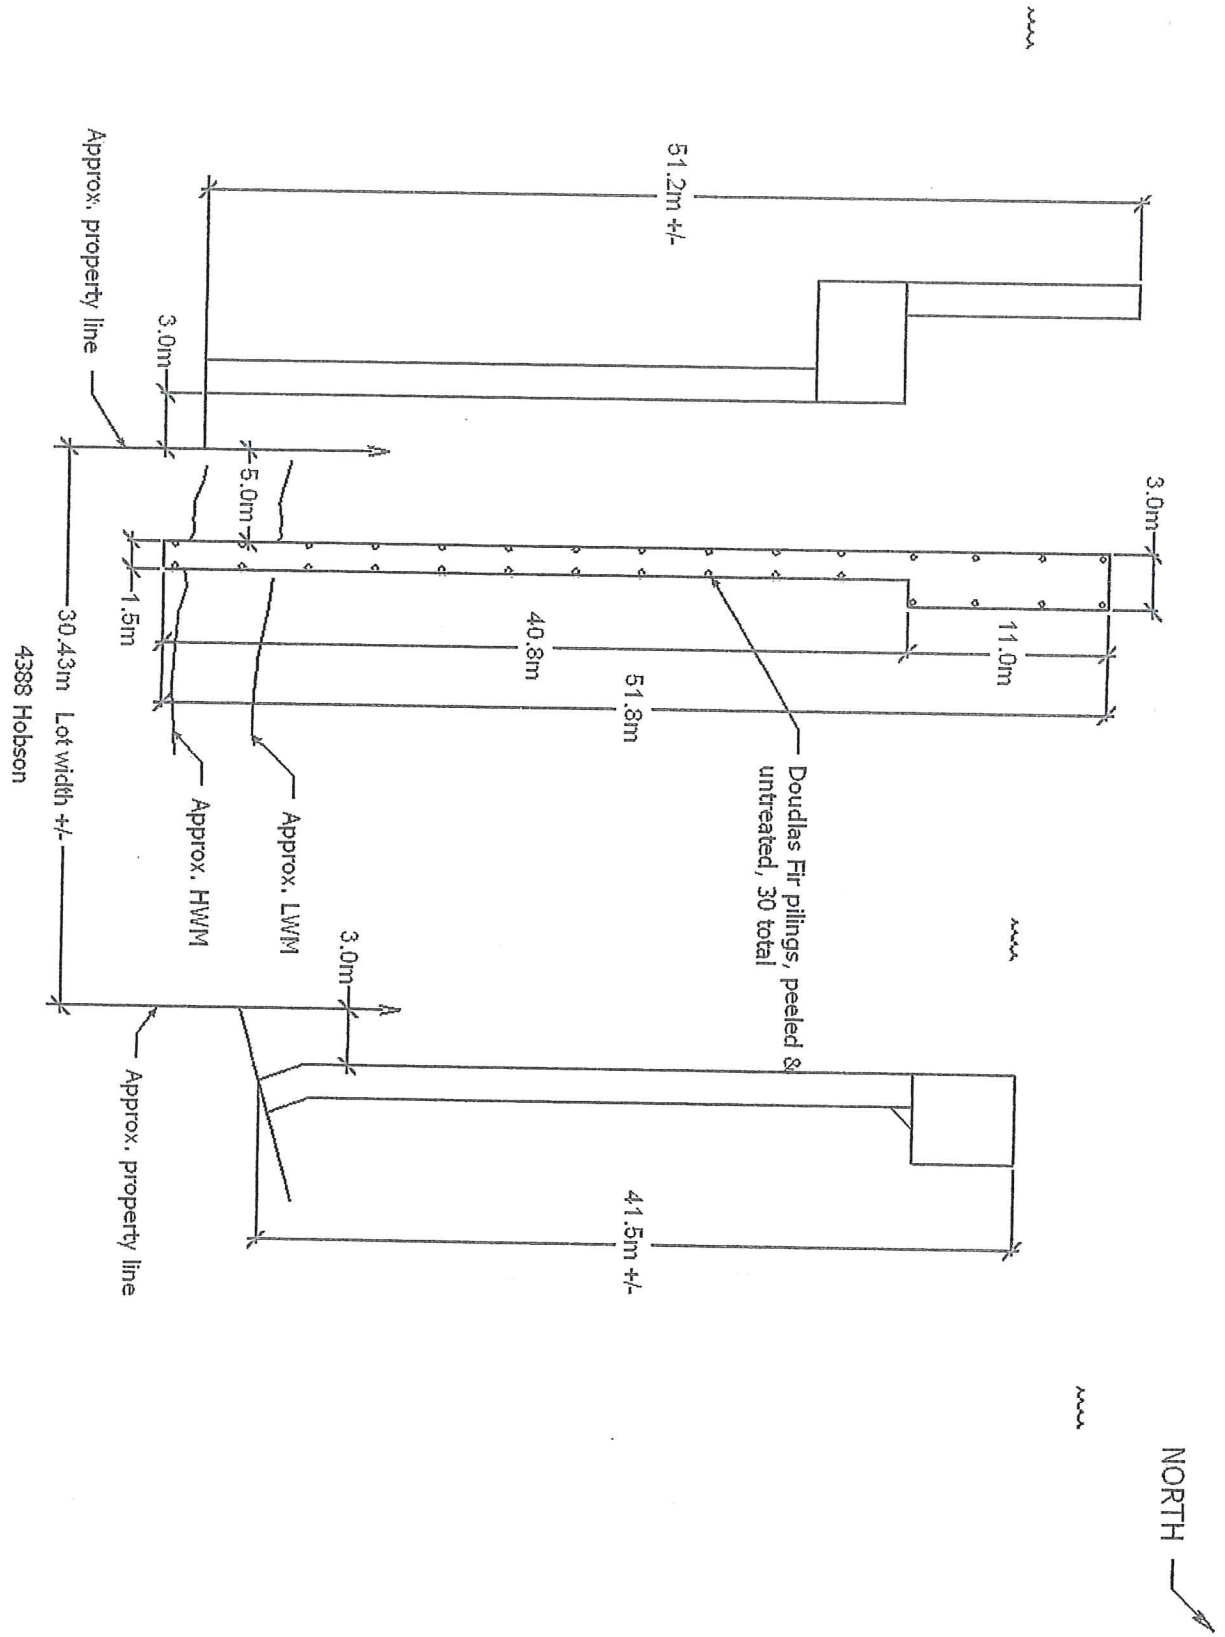 NORTH
3.0m
51.2m +/-
11.0m
Doudlas Fir pilings, peeled &
untreated, 30 total
51.8m
40.8m
41.5m +/-
3.0m
Approx. LWM
5.0m
Approx. HWM
3.0m
1.5m
Approx. property line
Approx. property line
30.43m Lot width +/-
4388 Hobson